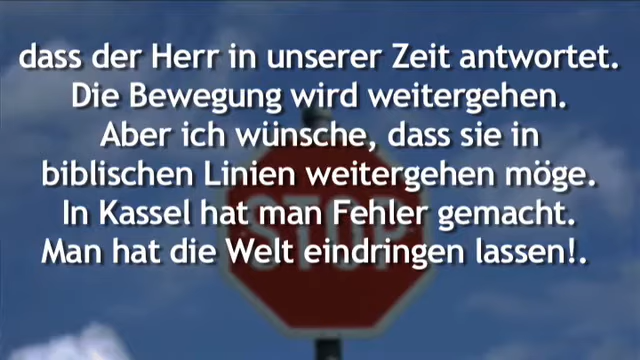 dass der Herr in unserer Zeit antwortet.
Die Bewegung wird weitergehen.
Aber ich wünsche, dass sie in
biblischen Linien weitergehen möge.
In Kassel hat man Fehler gemacht.
Man hat die Welt eindringen lassen!.
STOP